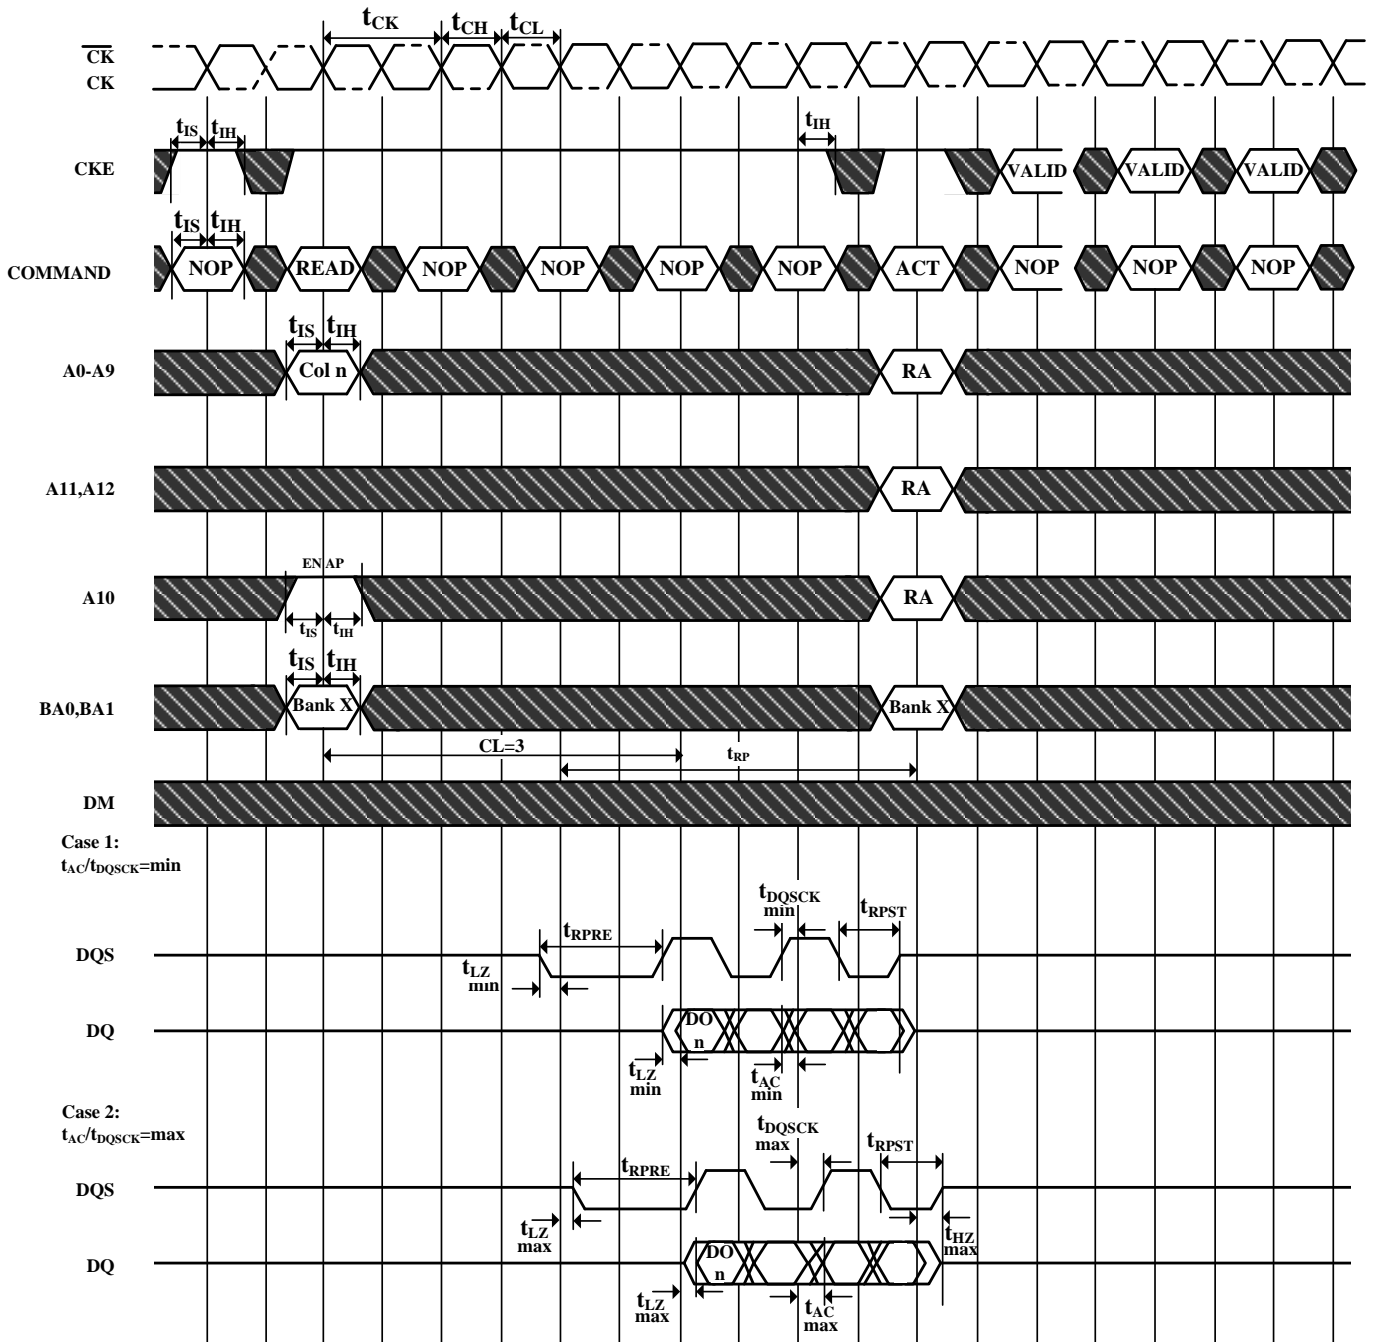 tCK tCH tCL
CK
CK
tIS tIH tIH
CKE VALID VALID VALID
tIS tIH
COMMAND NOP READ NOP NOP NOP NOP ACT NOP NOP NOP
tIS tIH
A0-A9 Col n RA
A11,A12 RA
EN AP
A10 RA
tIS tIH
tIS tIH
BA0,BA1 Bank X Bank X
CL=3 tRP
DM
Case 1:
tAC/tDQSCK=min
tDQSCK
min
tRPST
tRPRE
DQS
tLZ
min
DQ DO
n
tLZ
min
tAC
min
Case 2:
tAC/tDQSCK=max
tDQSCK
max
tRPST
tRPRE
DQS
tLZ
max
tHZ
max
DQ DO
n
tLZ
max
tAC
max